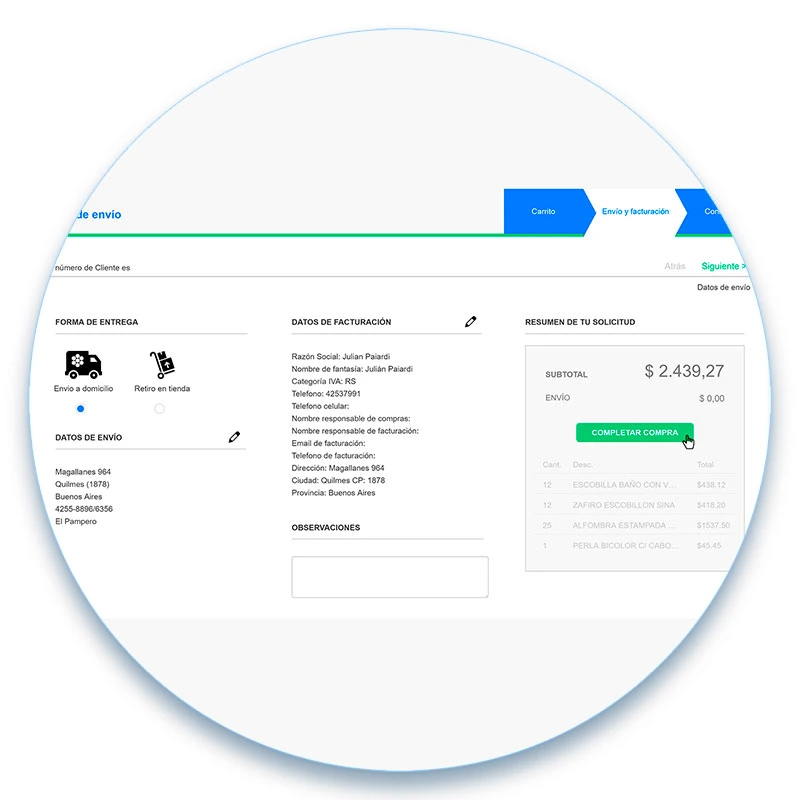 de envío
Carrito
Envío y facturación
Con
número de Cliente es
Atrás
Siguiente >
Datos de envío
FORMA DE ENTREGA
Envio a domicilio
Retiro en tienda
DATOS DE ENVÍO
Magallanes 964
Quilmes (1878)
Buenos Aires
4255-8896/6356
El Pampero
DATOS DE FACTURACIÓN
Razón Social: Julian Paiardi
Nombre de fantasía: Julián Paiardi
Categoría IVA: RS
Telefono: 42537991
Telefono celular:
Nombre responsable de compras:
Nombre responsable de facturación:
Email de facturación:
Telefono de facturación:
Dirección: Magallanes 964
Ciudad: Quilmes CP: 1878
Provincia: Buenos Aires
OBSERVACIONES
RESUMEN DE TU SOLICITUD
SUBTOTAL $ 2.439,27
ENVÍO $ 0,00
COMPLETAR COMPRA
Cant. Desc. Total
12 ESCOBILLA BAÑO CON V... $438.12
12 ZAFIRO ESCOBILLON SINA $418.20
25 ALFOMBRA ESTAMPADA ... $1537.50
1 PERLA BICOLOR C/ CABO... $45.45